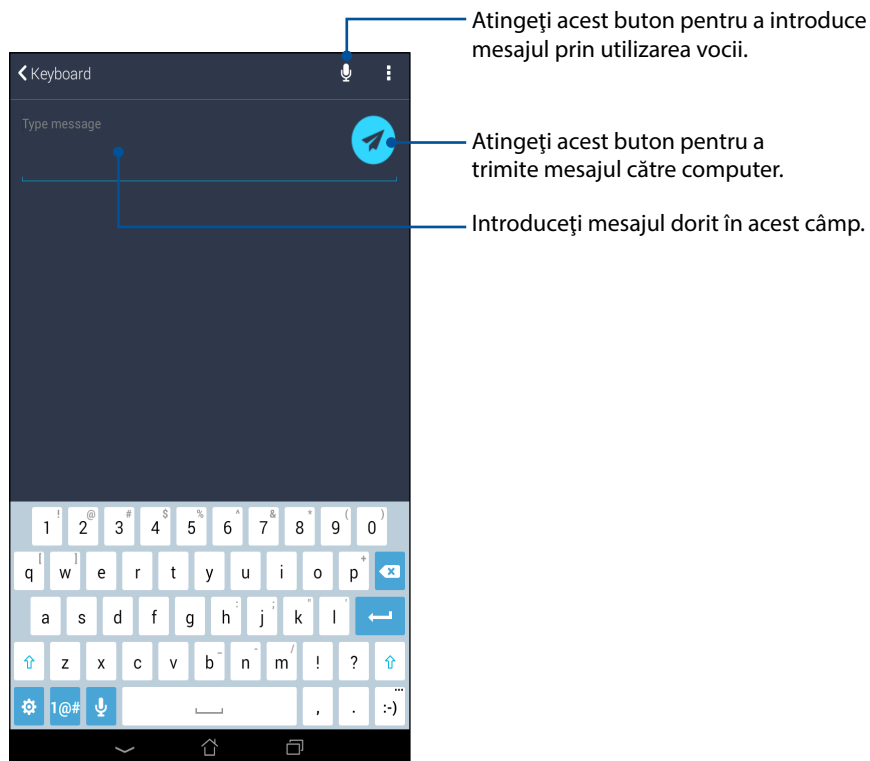 Atingeţi acest buton pentru a introduce
mesajul prin utilizarea vocii.
Keyboard
Type message
Atingeţi acest buton pentru a
trimite mesajul către computer.
Introduceţi mesajul dorit în acest câmp.
! @ # $ % ^ & * ( )
1 2 3 4 5 6 7 8 9 0
[ ] +
q w e r t y u i o p
: ; " '
a s d f g h j k l
_ - /
z x c v b n m ! ?
1@# , . :-)